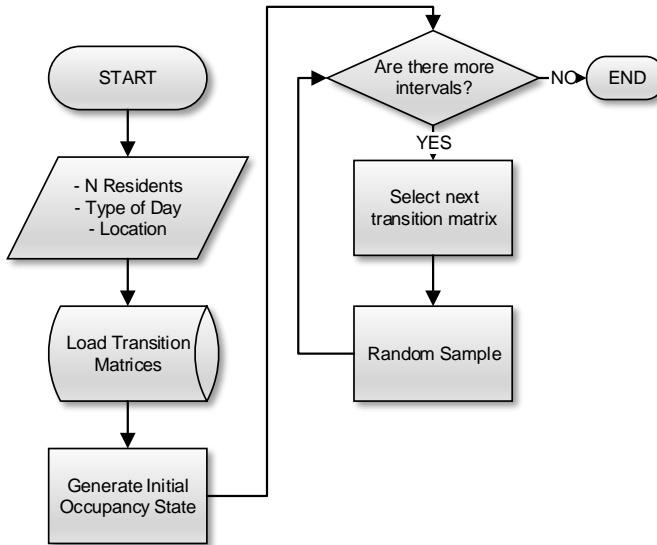 START
- N Residents
- Type of Day
- Location
Load Transition
Matrices
Generate Initial
Occupancy State
Are there more
intervals?
NO
END
YES
Select next
transition matrix
Random Sample